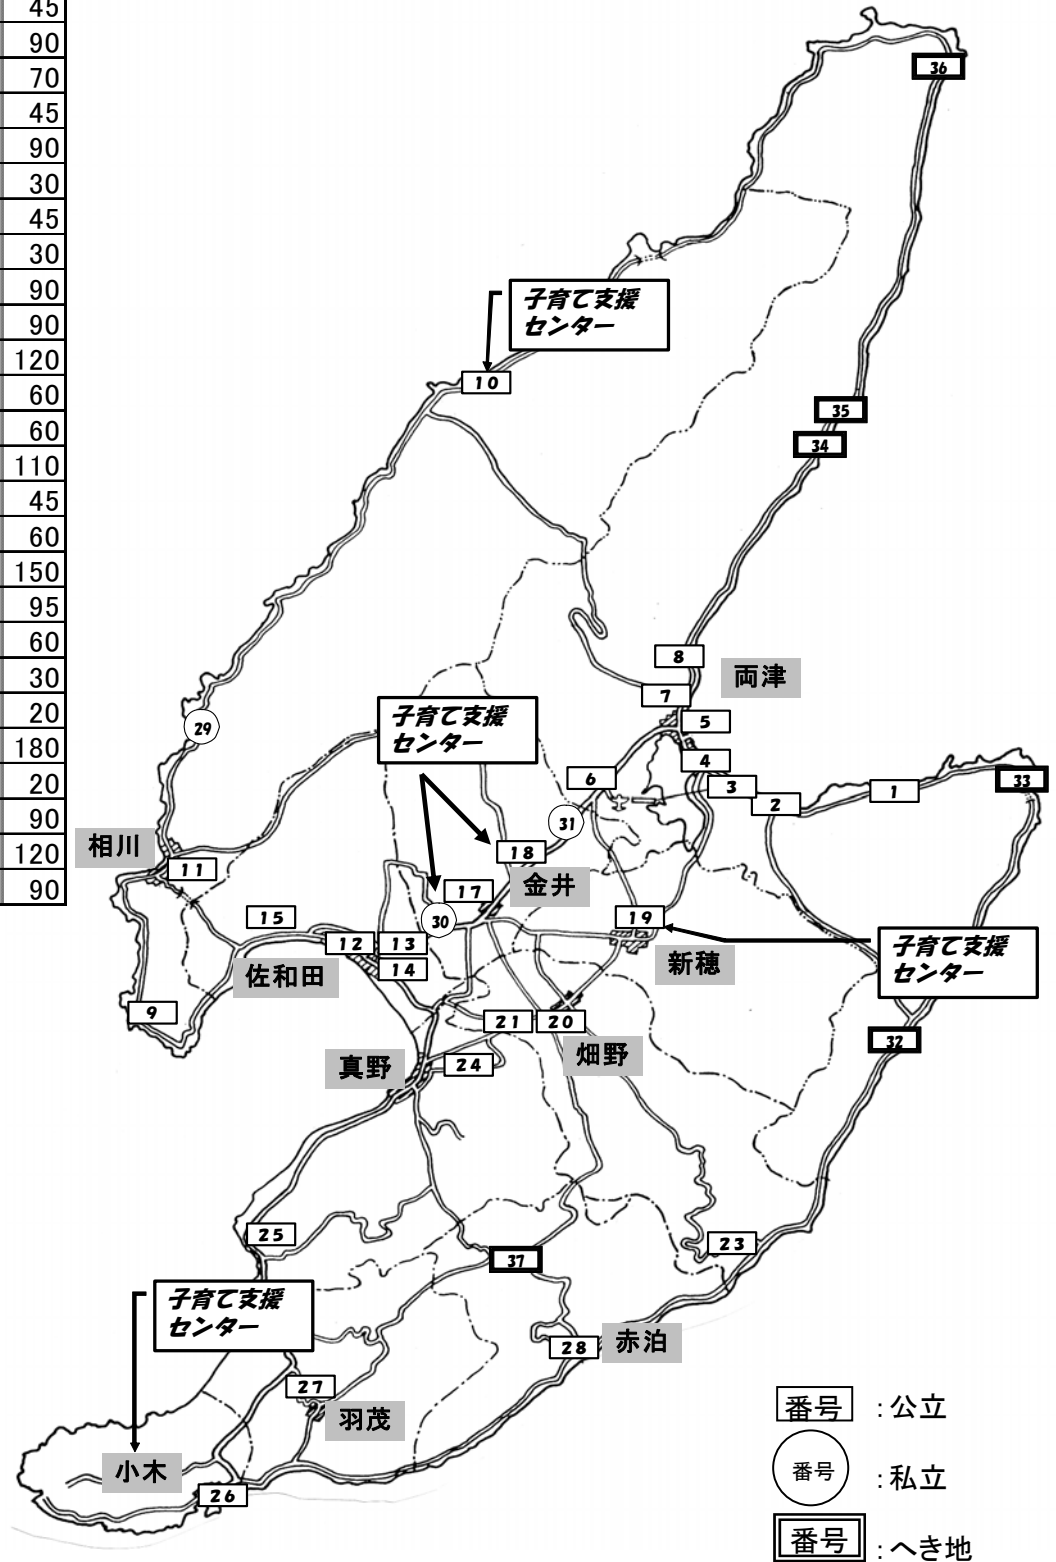 45
90
70
45
90
30
45
30
90
90
120
60
60
110
45
60
150
95
60
30
20
180
20
90
120
90
36
子育て支援
センター
10
35
34
8
両津
7
5
子育て支援
センター
29
4
6
3
33
1
2
31
相川
18
11
金井
17
15
30
19
12
13
新穂
子育て支援
センター
14
佐和田
9
21
20
32
畑野
真野
24
25
23
37
子育て支援
センター
赤泊
28
27
羽茂
小木
26
番号 :公立
番号 :私立
番号 :へき地